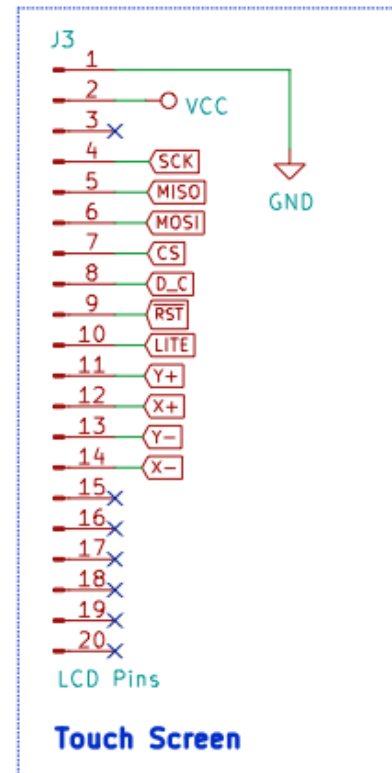 J3
1
2 VCC
3
4 SCK
GND
5 MISO
6 MOSI
7 CS
8 D_C
9 RST
10 LITE
11 Y+
12 X+
13 Y-
14 X-
15
16
17
18
19
20
LCD Pins
Touch Screen